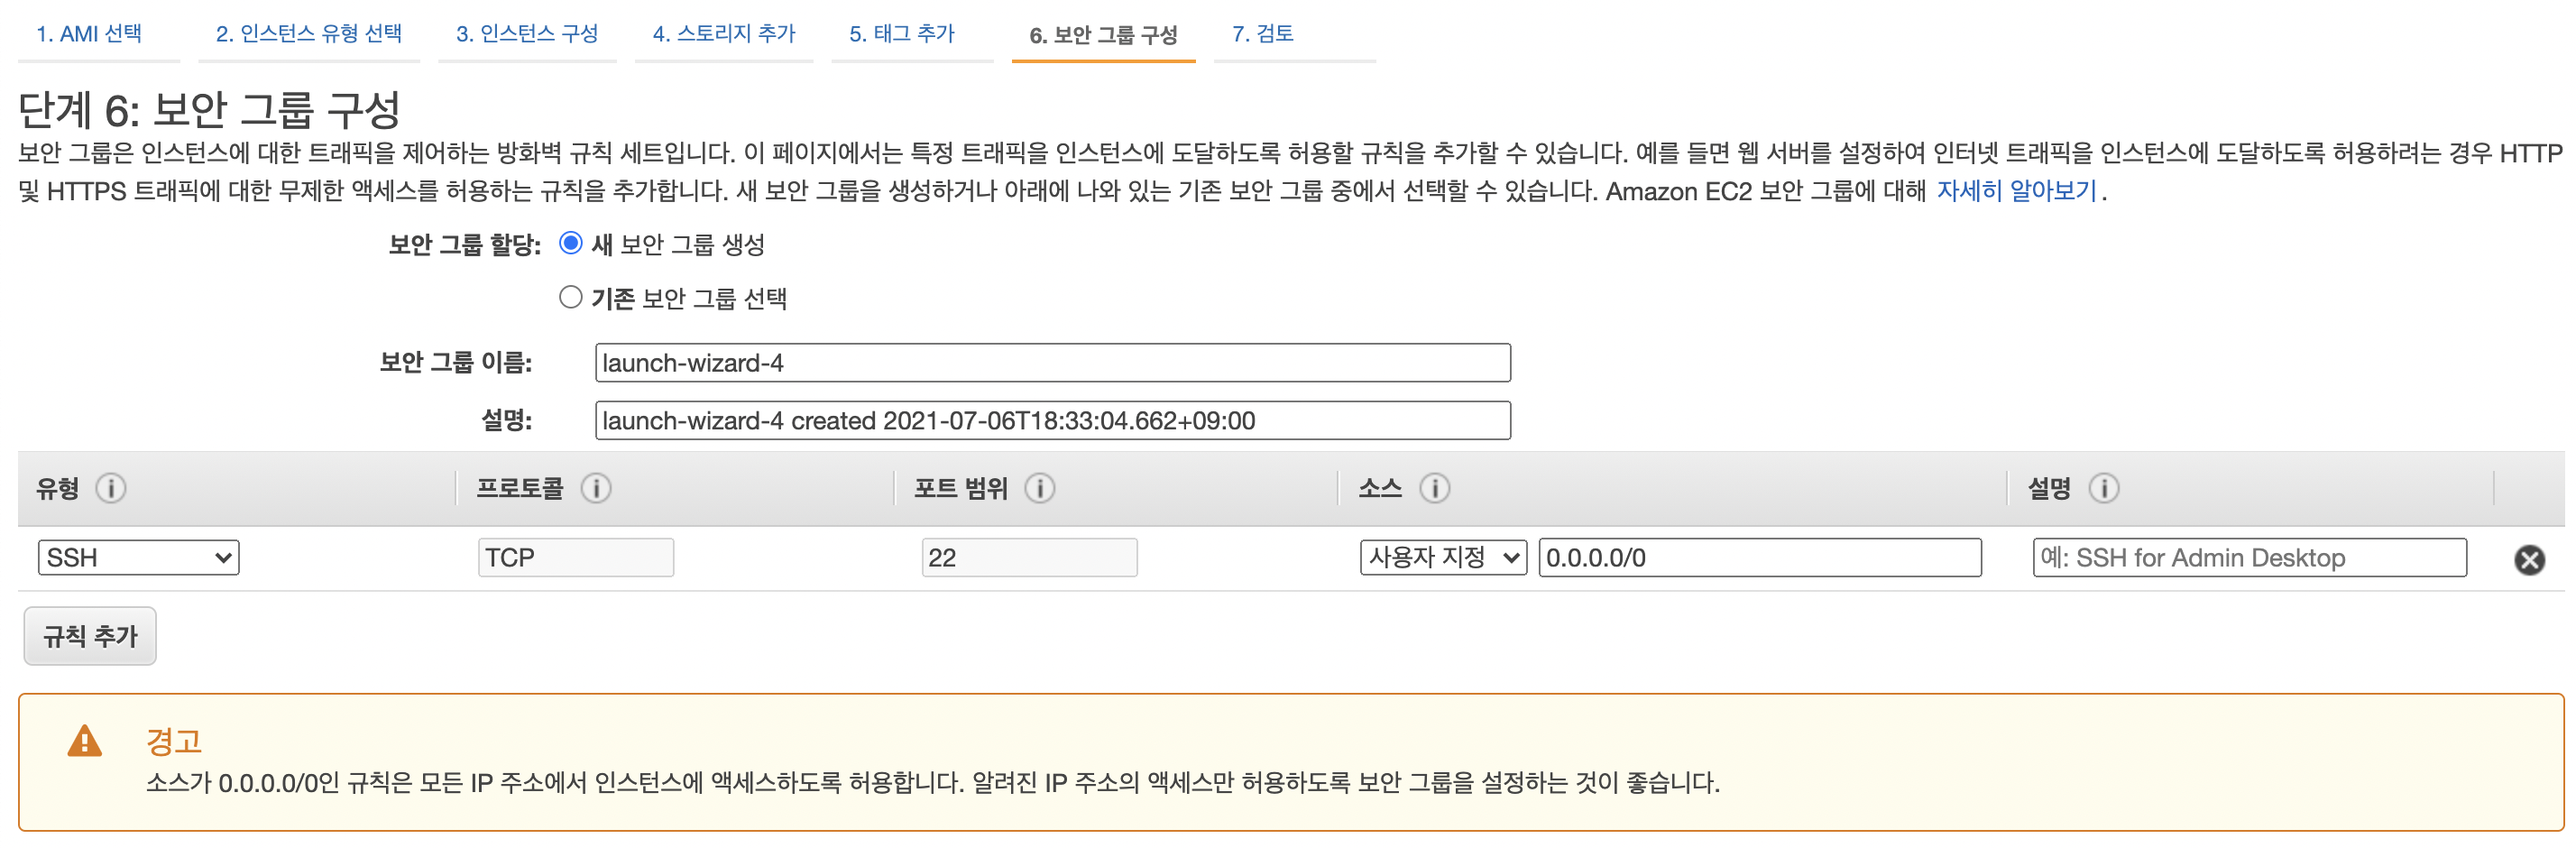 1. AMI 선택 2. 인스턴스 유형 선택 3. 인스턴스 구성 4. 스토리지 추가 5. 태그 추가 6. 보안 그룹 구성 7. 검토
단계 6: 보안 그룹 구성
보안 그룹은 인스턴스에 대한 트래픽을 제어하는 방화벽 규칙 세트입니다. 이 페이지에서는 특정 트래픽을 인스턴스에 도달하도록 허용할 규칙을 추가할 수 있습니다. 예를 들면 웹 서버를 설정하여 인터넷 트래픽을 인스턴스에 도달하도록 허용하려는 경우 HTTP
및 HTTPS 트래픽에 대한 무제한 액세스를 허용하는 규칙을 추가합니다. 새 보안 그룹을 생성하거나 아래에 나와 있는 기존 보안 그룹 중에서 선택할 수 있습니다. Amazon EC2 보안 그룹에 대해 자세히 알아보기.
보안 그룹 할당: 새 보안 그룹 생성
기존 보안 그룹 선택
보안 그룹 이름: launch-wizard-4
설명: launch-wizard-4 created 2021-07-06T18:33:04.662+09:00
유형 프로토콜 포트 범위 소스 설명
SSH TCP 22 사용자 지정 0.0.0.0/0 예: SSH for Admin Desktop
규칙 추가
경고
소스가 0.0.0.0/0인 규칙은 모든 IP 주소에서 인스턴스에 액세스하도록 허용합니다. 알려진 IP 주소의 액세스만 허용하도록 보안 그룹을 설정하는 것이 좋습니다.